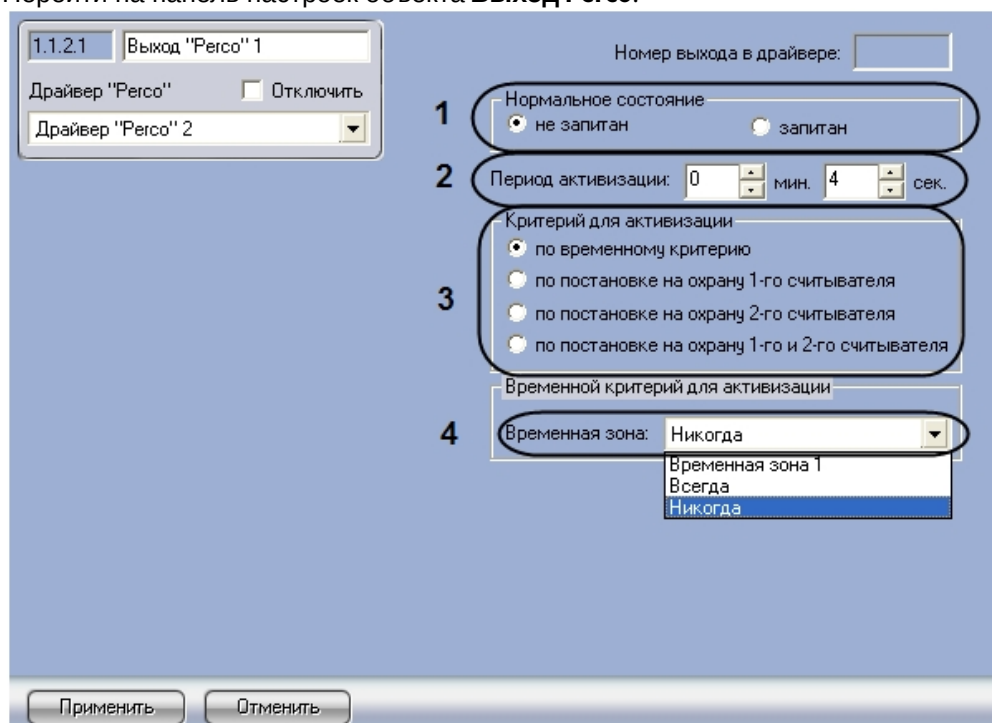 Перейти на панель настроек объекта Выход Perco.
1.1.2.1 Выход "Perco" 1
Драйвер "Perco" Отключить
Драйвер "Perco" 2
Номер выхода в драйвере:
1 Нормальное состояние
не запитан запитан
2 Период активизации: 0 мин. 4 сек.
Критерий для активизации
по временному критерию
по постановке на охрану 1-го считывателя
3
по постановке на охрану 2-го считывателя
по постановке на охрану 1-го и 2-го считывателя
Временной критерий для активизации
4 Временная зона: Никогда
Временная зона 1
Всегда
Никогда
Применить Отменить